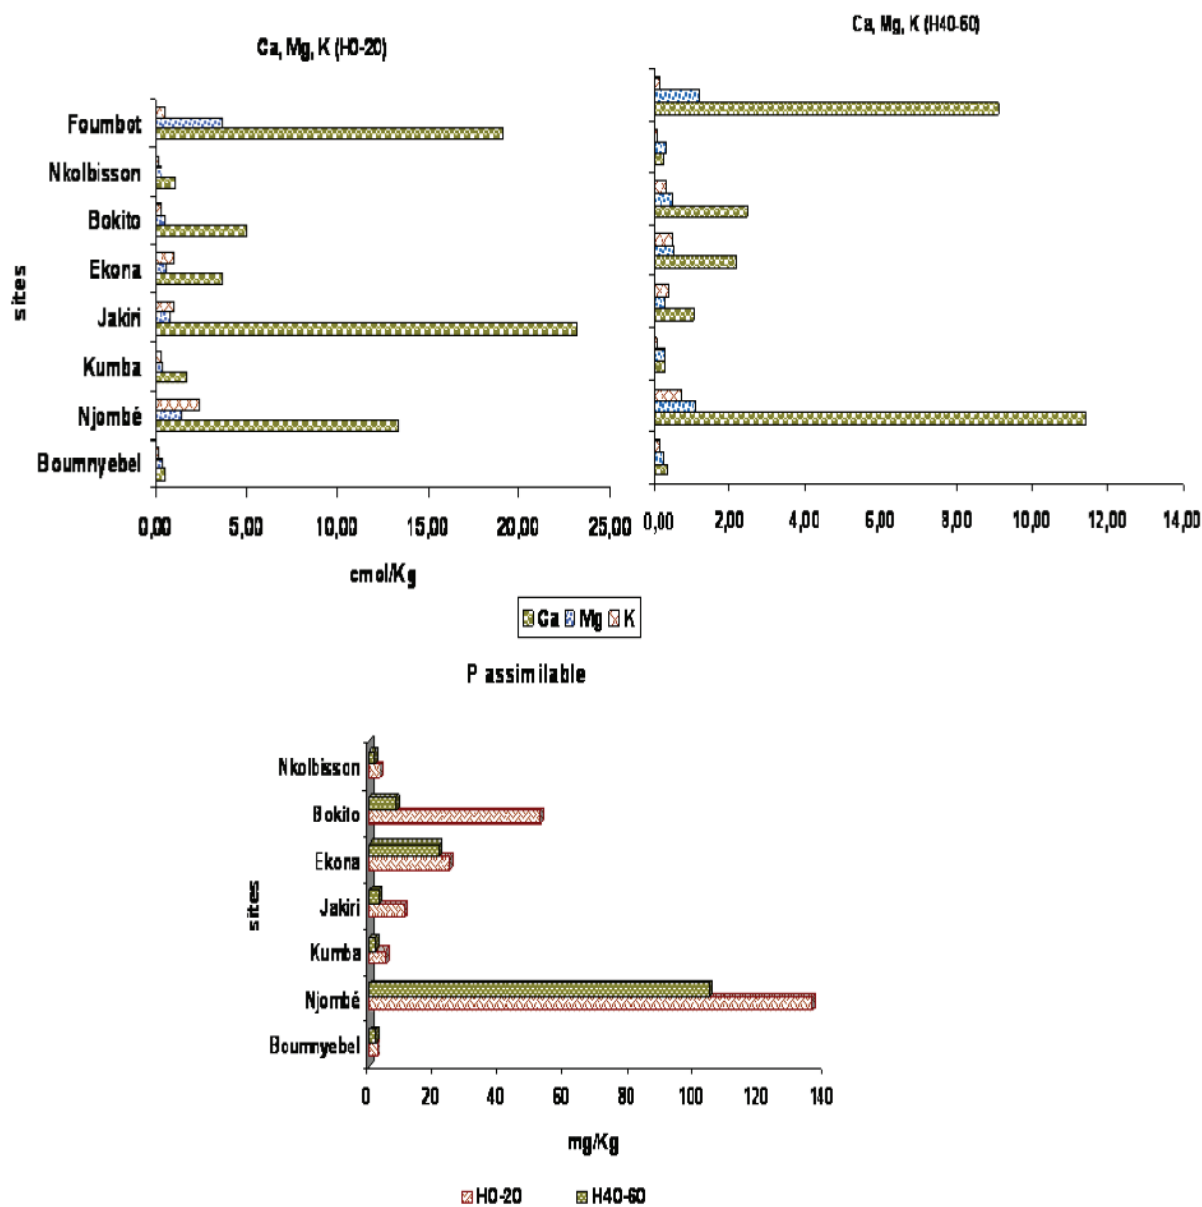 Ca, Mg, K (H0-20)
Ca, Mg, K (H40-60)
Foumbot
Nkolbisson
Bokito
Ekona
Jakiri
Kumba
Njombé
Boumnyebel
sites
0,00 5,00 10,00 15,00 20,00 25,00
cmol/Kg
0,00 2,00 4,00 6,00 8,00 10,00 12,00 14,00
Ca Mg K
P assimilable
Nkolbisson
Bokito
Ekona
Jakiri
Kumba
Njombé
Boumnyebel
sites
0 20 40 60 80 100 120 140
mg/Kg
H0-20 H40-60